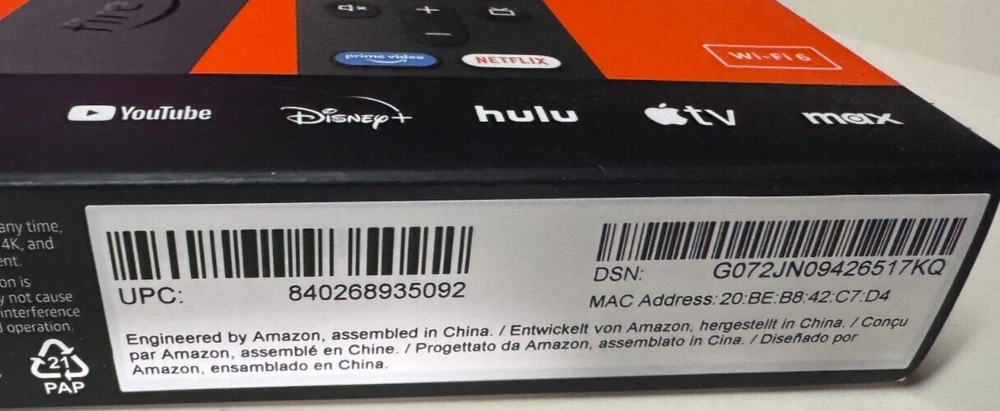 fire
prime video
NETFLIX
Wi-Fi 6
YouTube
Disney+
hulu
tv
max
any time,
4K, and
ent.
on is
y not cause
interference
d operation.
21
PAP
UPC: 840268935092
DSN: G072JN09426517KQ
MAC Address: 20:BE:B8:42:C7:D4
Engineered by Amazon, assembled in China. / Entwickelt von Amazon, hergestellt in China. / Conçu
par Amazon, assemblé en Chine. / Progettato da Amazon, assemblato in Cina. / Diseñado por
Amazon, ensamblado en China.